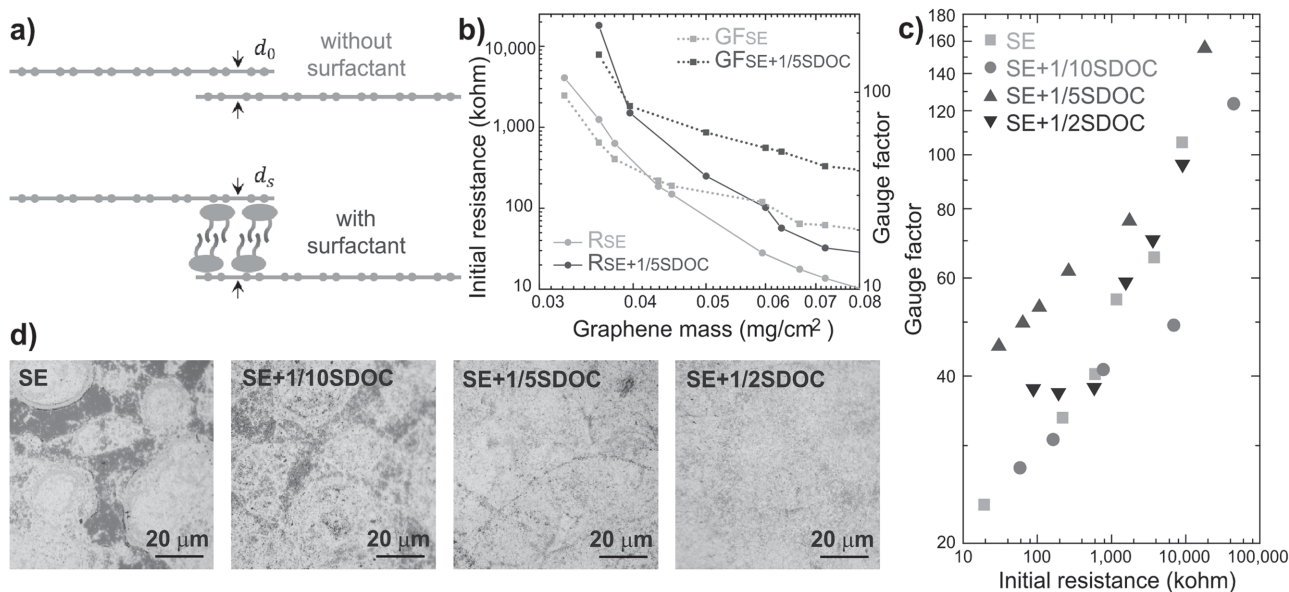 a)
d0
without
surfactant
ds
with
surfactant
b)
Initial resistance (kohm)
10,000
1,000
100
10
GFSE
GFSE+1/5SDOC
RSE
RSE+1/5SDOC
100
10
Gauge factor
0.03
0.04
0.05
0.06
0.07
0.08
Graphene mass (mg/cm2 )
c)
Gauge factor
180
160
140
120
100
80
60
40
20
SE
SE+1/10SDOC
SE+1/5SDOC
SE+1/2SDOC
10
100
1,000
10,000
100,000
Initial resistance (kohm)
d)
SE
20 μm
SE+1/10SDOC
20 μm
SE+1/5SDOC
20 μm
SE+1/2SDOC
20 μm